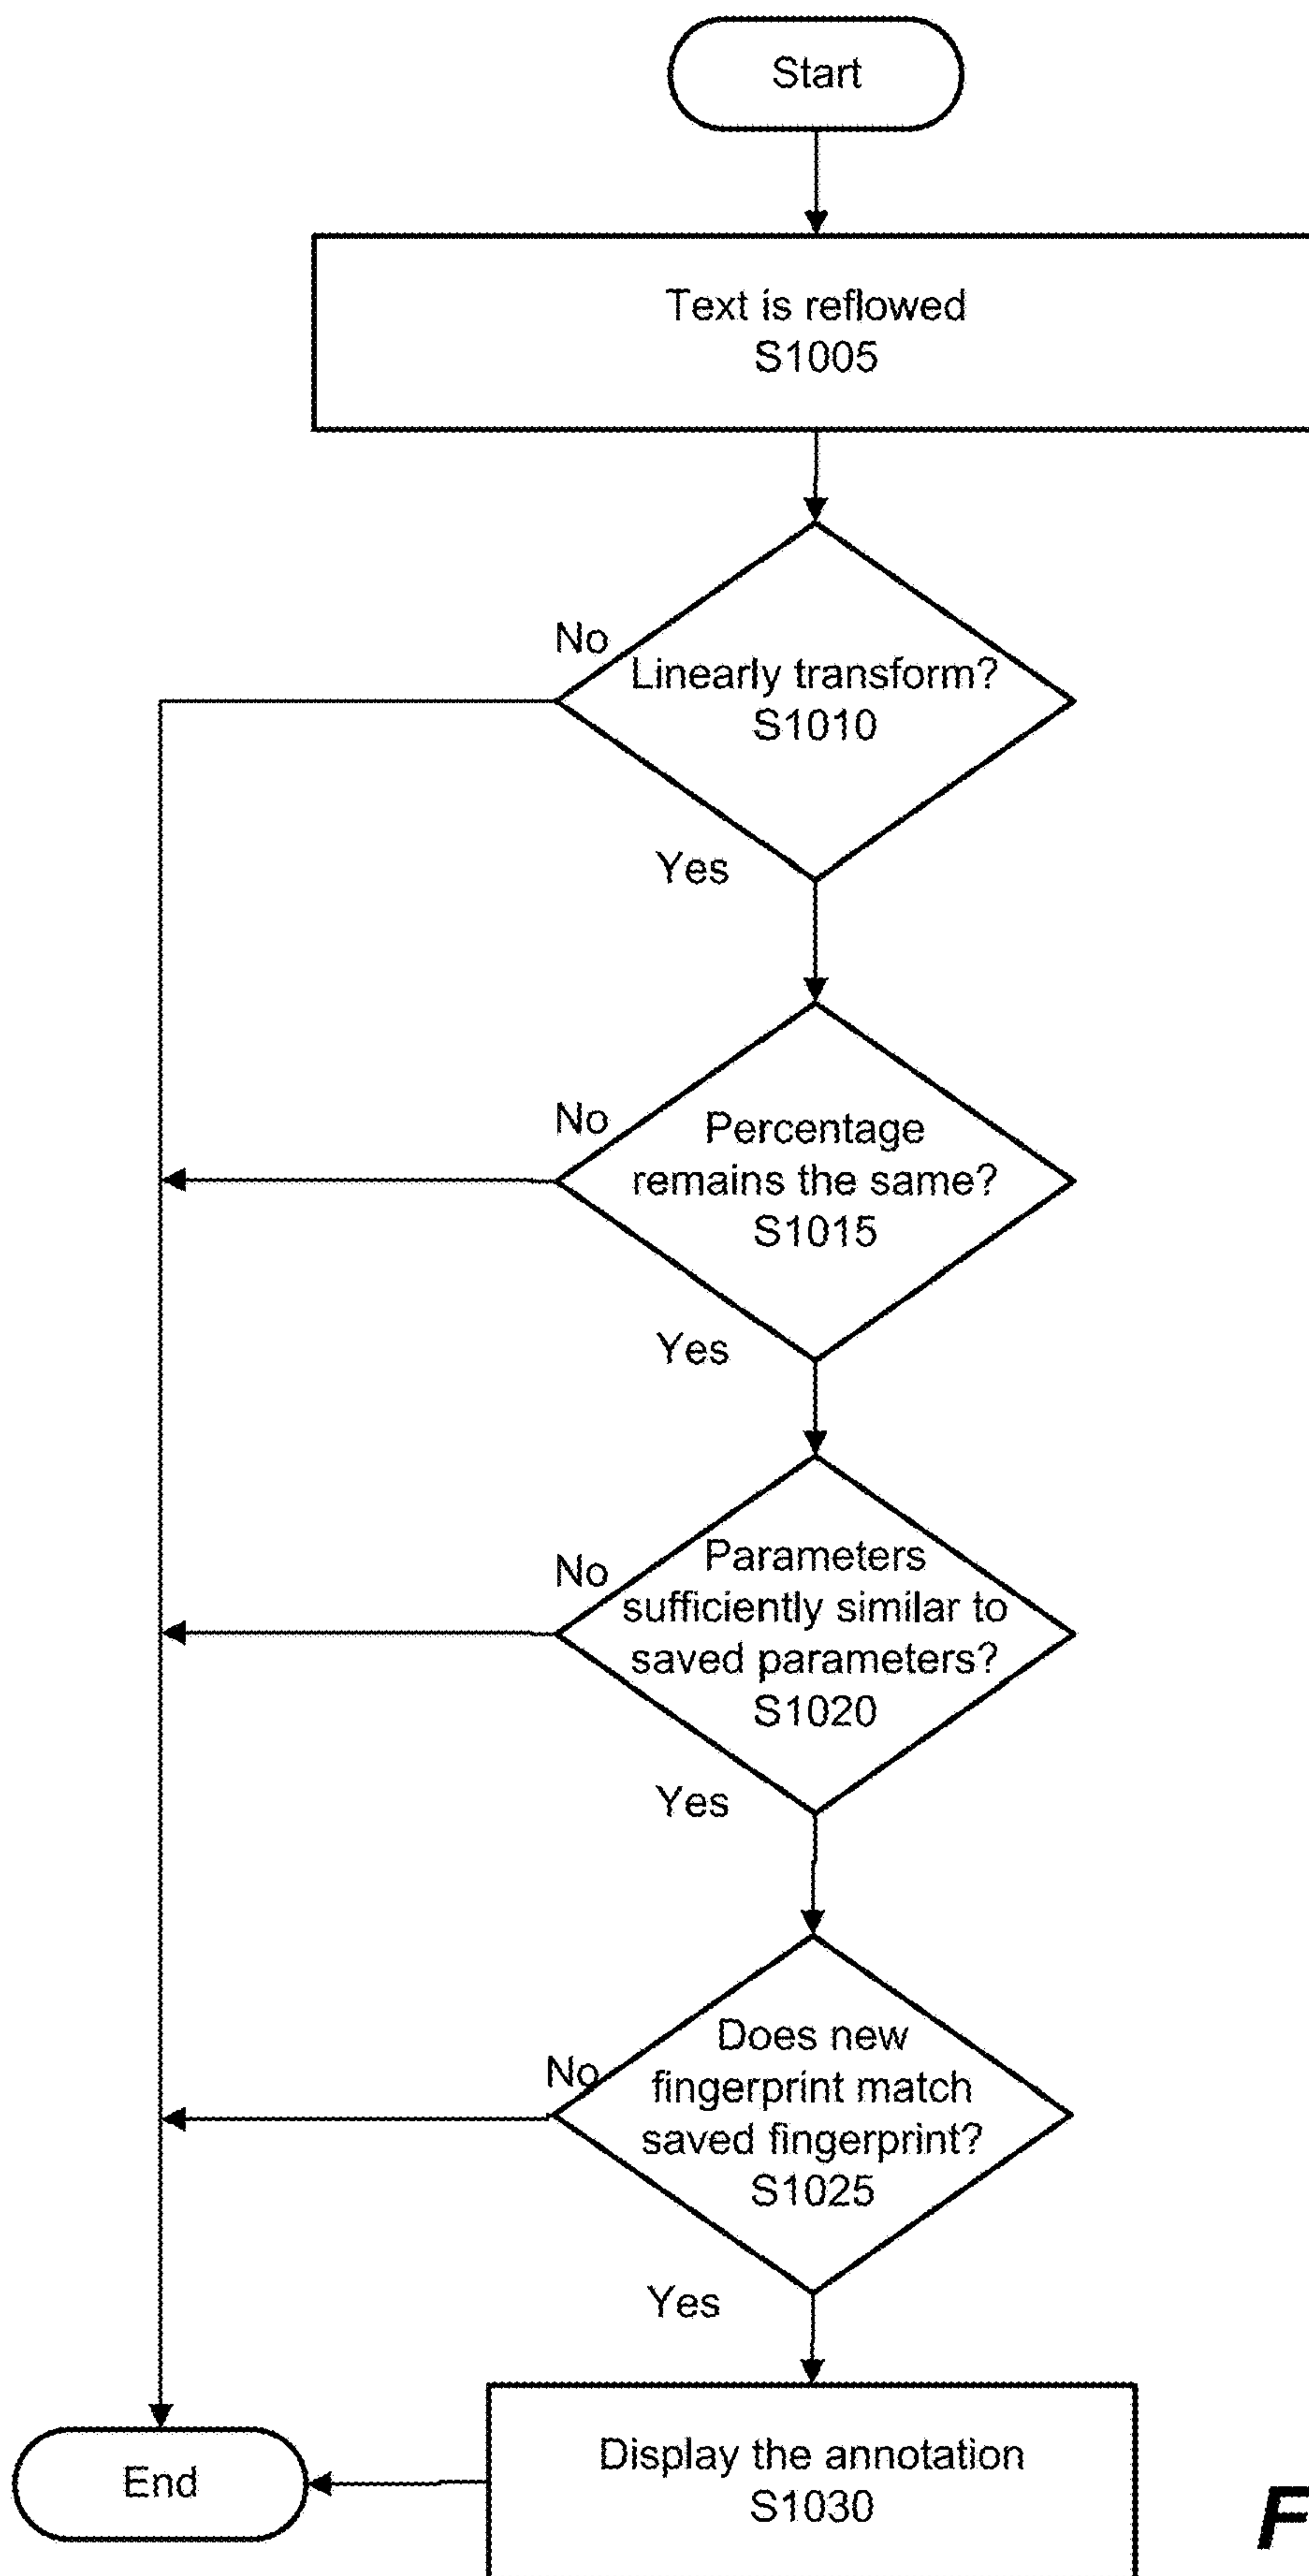 Start
Text is reflowed
S1005
No
Linearly transform?
S1010
Yes
No
Percentage
remains the same?
S1015
Yes
No
Parameters
sufficiently similar to
saved parameters?
S1020
Yes
No
Does new
fingerprint match
saved fingerprint?
S1025
Yes
End
Display the annotation
S1030
F